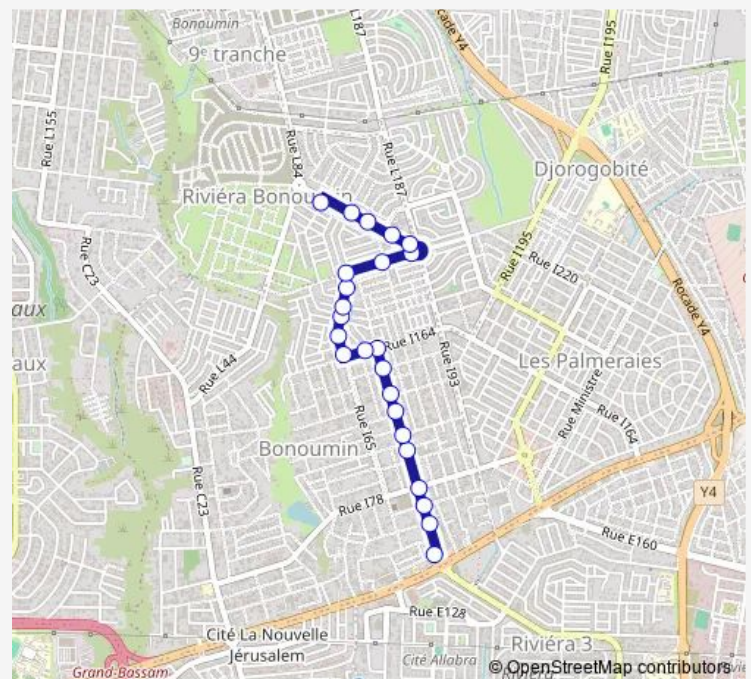 Bonoumin
9e tranche
Rue L187
Rocade Y4
Rue I195
Rue L155
Rue L84
Rue L187
Djorogobité
Riviéra Bonoumin
Rue I195
Rue I220
Rue C23
aux
Rocade Y4
Rue I164
Les Palmeraies
aux
Rue L44
Rue I93
Rue Ministre
Rue I164
Rue I65
Bonoumin
Rue C23
Y4
Rue I78
Rue E160
Rue E128
Cité La Nouvelle
Jérusalem
Cité Allabra
Riviéra 3
Grand-Bassam
Riviera
© OpenStreetMap contributors